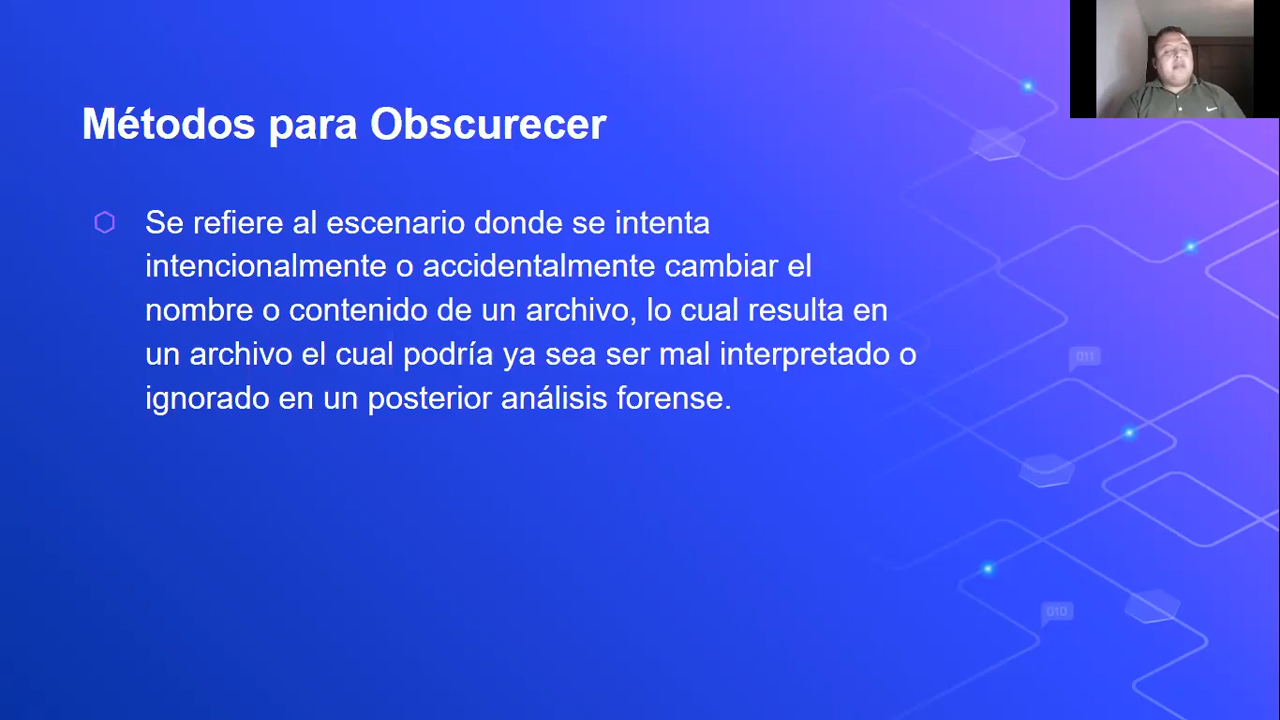 Métodos para Obscurecer
Se refiere al escenario donde se intenta
intencionalmente o accidentalmente cambiar el
nombre o contenido de un archivo, lo cual resulta en
un archivo el cual podría ya sea ser mal interpretado o
ignorado en un posterior análisis forense.
011
010